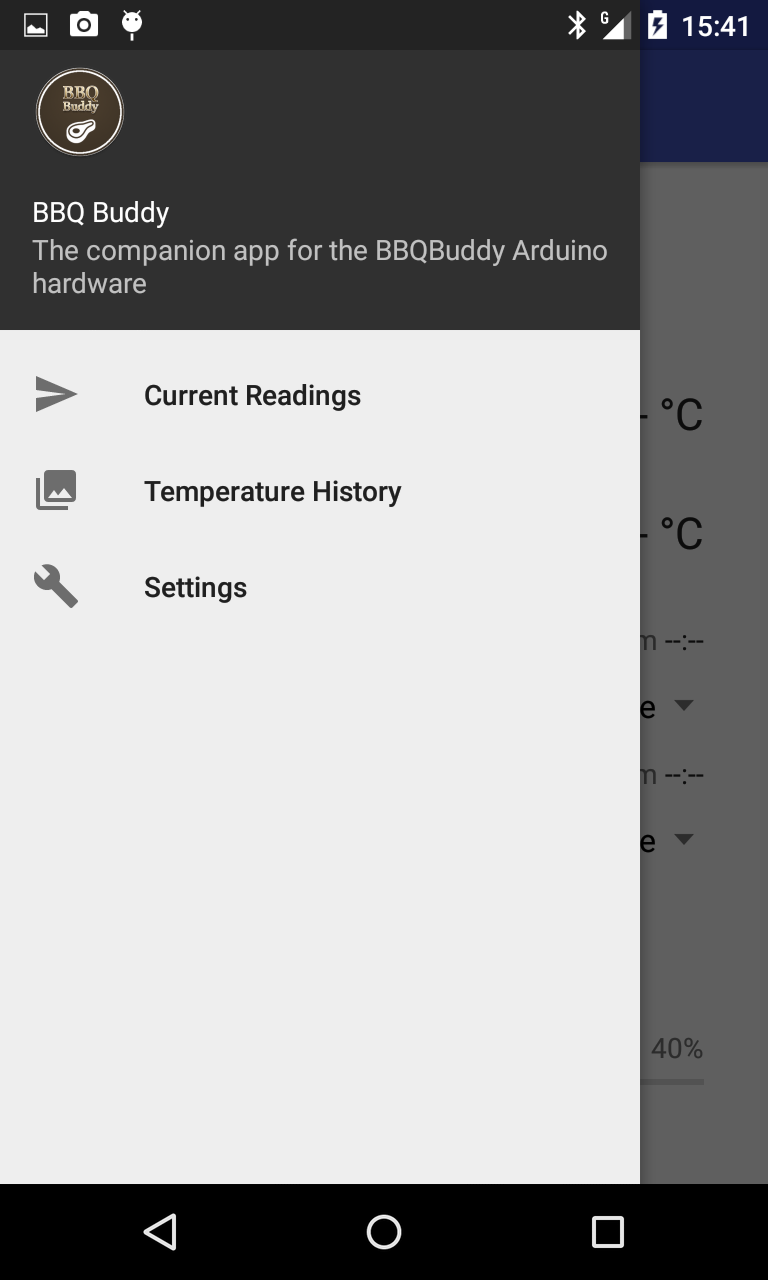 G 15:41
BBQ
Buddy
BBQ Buddy
The companion app for the BBQBuddy Arduino
hardware
Current Readings
- °C
Temperature History
- °C
Settings
m --:--
e
m --:--
e
40%